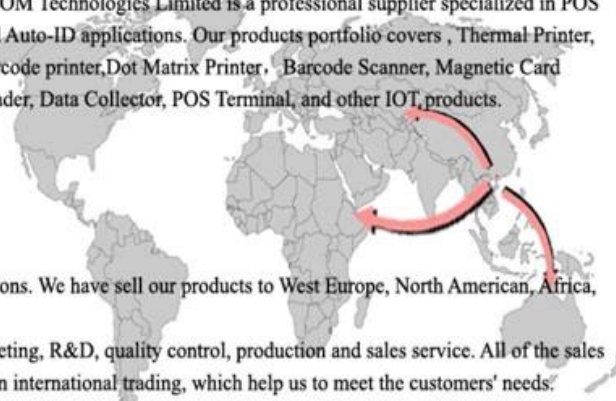 OM Technologies Limited is a professional supplier specialized in POS
Auto-ID applications. Our products portfolio covers , Thermal Printer,
rcode printer,Dot Matrix Printer, Barcode Scanner, Magnetic Card
ader, Data Collector, POS Terminal, and other IOT products.
ons. We have sell our products to West Europe, North American, Africa,
eting, R&D, quality control, production and sales service. All of the sales
n international trading, which help us to meet the customers' needs.